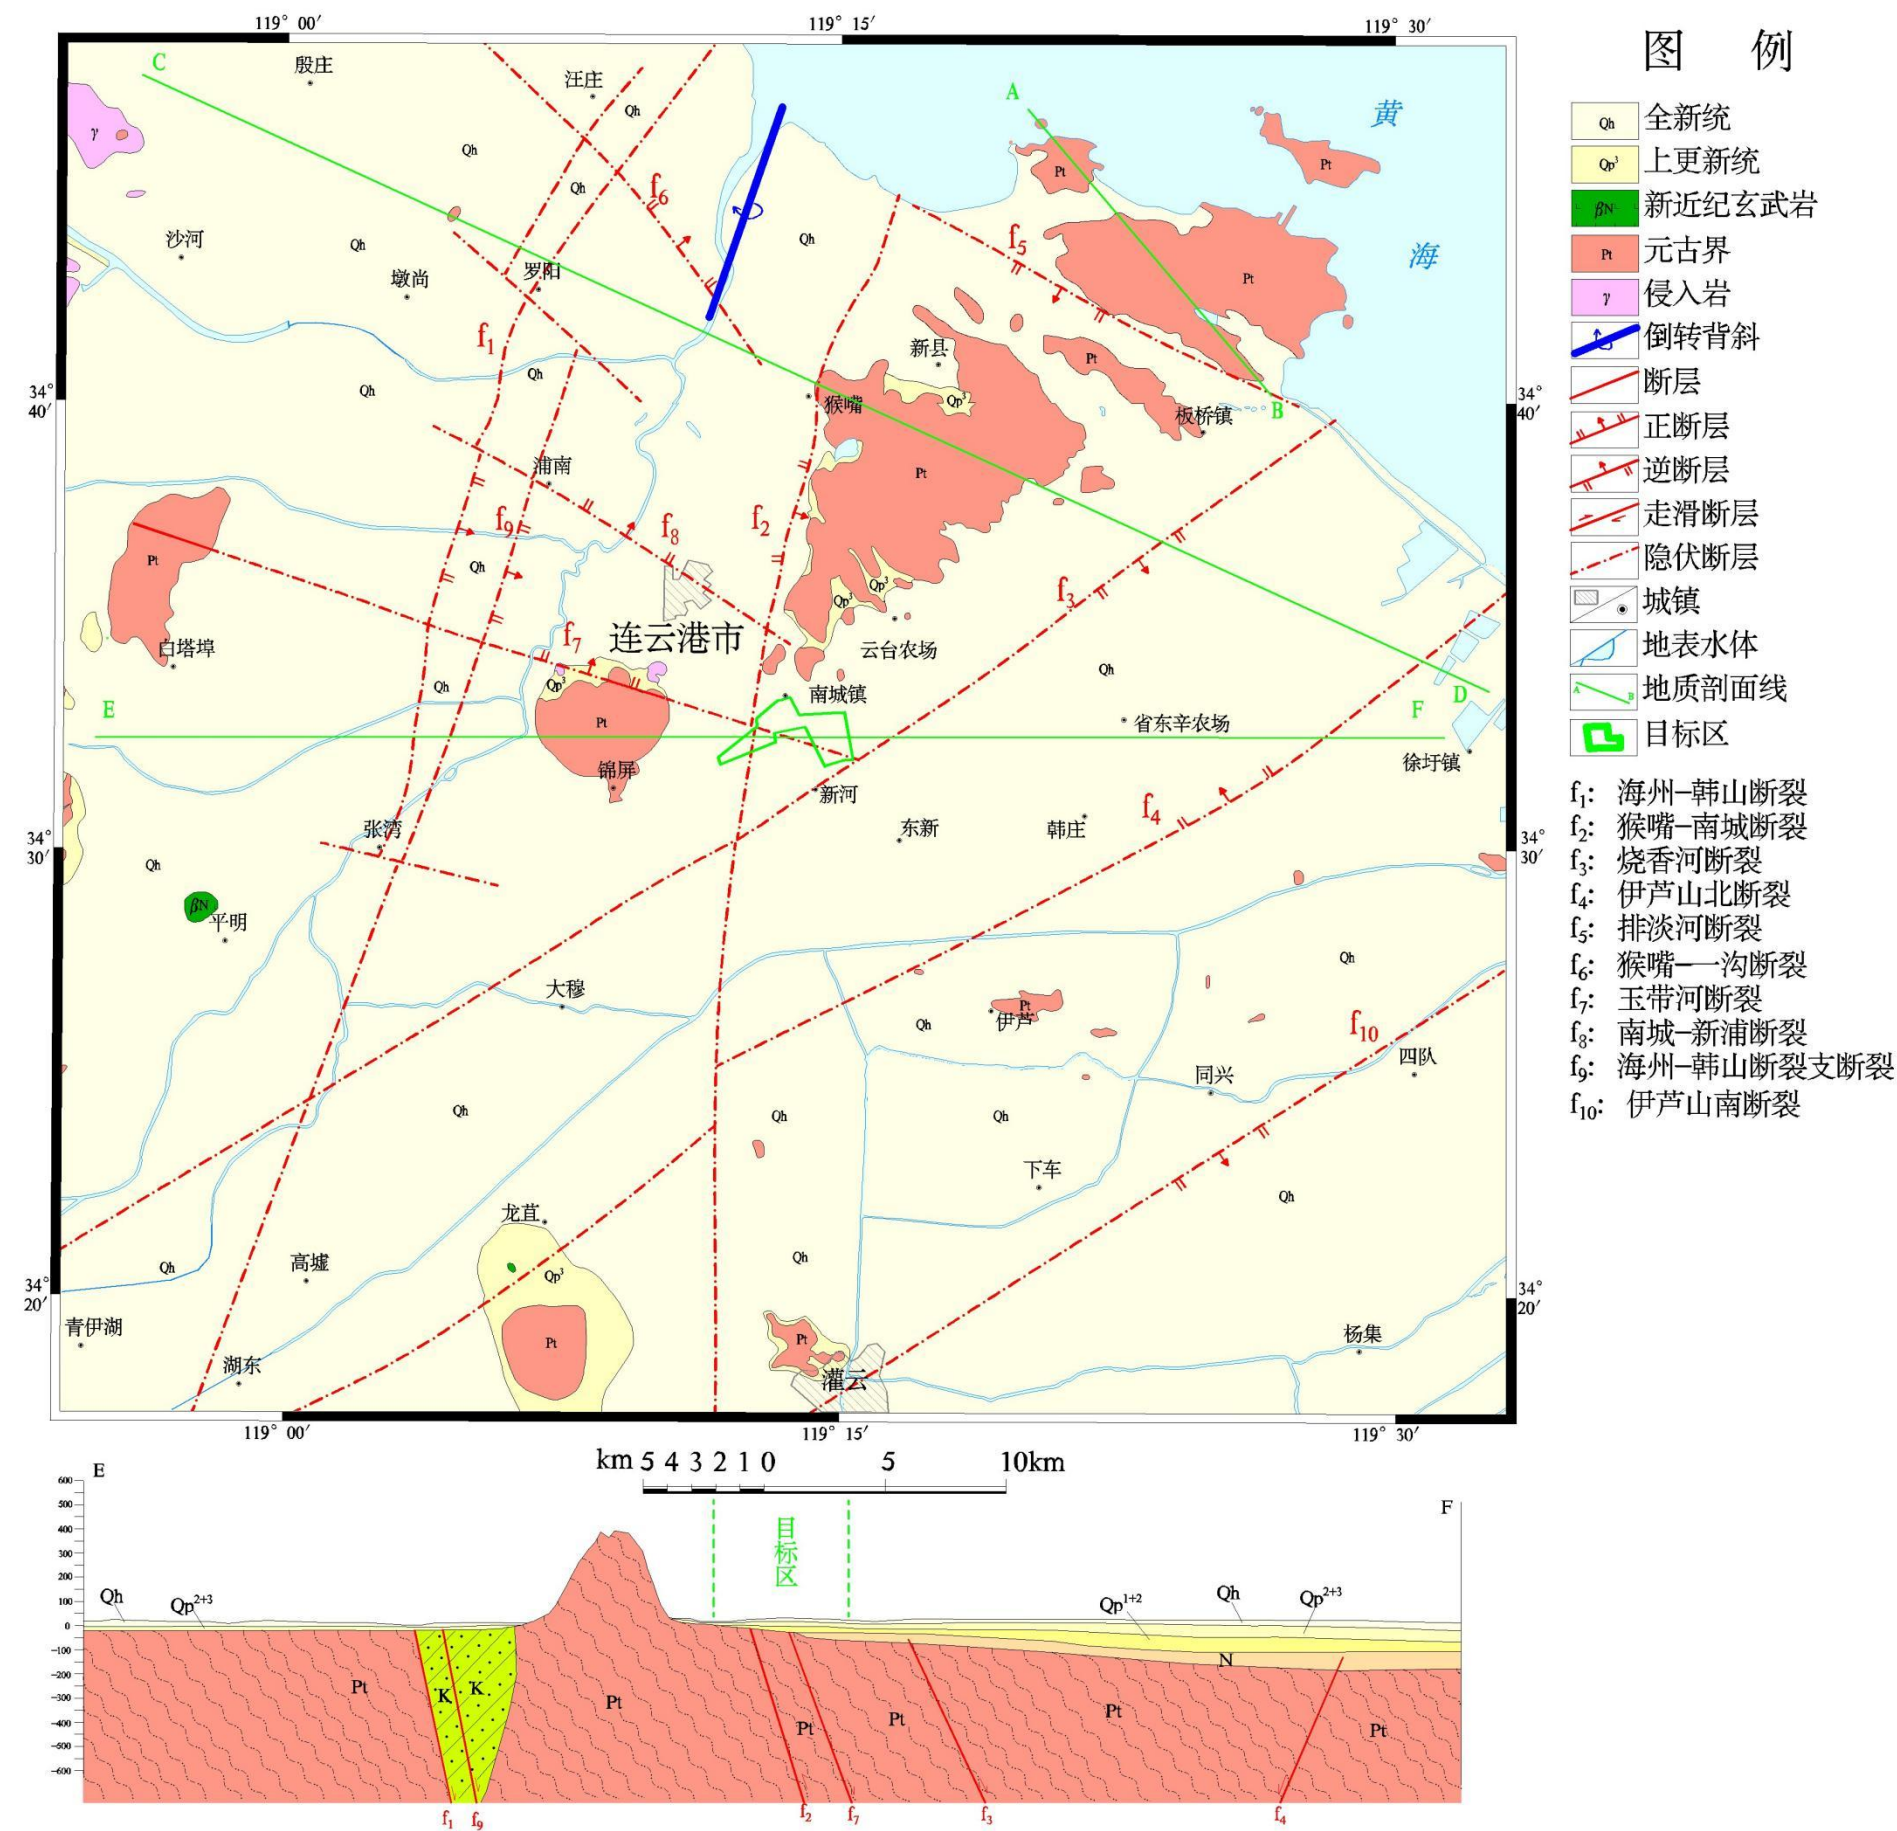 119° 00′
119° 15′
119° 30′
C
殷庄
汪庄
A
黄
γ
Qh
Qh
Pt
Pt
Qh
f6
沙河
Qh
Qh
f5
海
墩尚
罗阳
Pt
f1
新县
Pt
34°
40′
Qh
Qh
猴嘴
Qp3
板桥镇
B
34°
40′
浦南
Pt
f9
f8
f2
Pt
Qh
Qp3
Qp3
f3
白塔埠
f7
连云港市
云台农场
Qh
Qh
Qp3
南城镇
E
Pt
省东辛农场
F
D
锦屏
徐圩镇
新河
张湾
东新
韩庄
f4
34°
30′
Qh
34°
30′
βN
平明
Qh
大穆
Pt
Qh
伊芦
f10
四队
同兴
Qh
Qh
Qh
下车
Qh
龙苴
Qh
高墟
Qp3
Qh
34°
20′
34°
20′
青伊湖
Pt
Pt
杨集
湖东
灌云
119° 00′
119° 15′
119° 30′
图 例
Qh 全新统
Qp3 上更新统
βN 新近纪玄武岩
Pt 元古界
γ 侵入岩
倒转背斜
断层
正断层
逆断层
走滑断层
隐伏断层
城镇
地表水体
A B 地质剖面线
目标区
f1: 海州—韩山断裂
f2: 猴嘴—南城断裂
f3: 烧香河断裂
f4: 伊芦山北断裂
f5: 排淡河断裂
f6: 猴嘴—一沟断裂
f7: 玉带河断裂
f8: 南城—新浦断裂
f9: 海州—韩山断裂支断裂
f10: 伊芦山南断裂
km 5 4 3 2 1 0 5 10km
E
F
600
500
400
300
200
100
0
-100
-200
-300
-400
-500
-600
目标区
Qh
Qp2+3
Qp1+2
Qh
Qp2+3
N
Pt
K
K
Pt
Pt
Pt
Pt
Pt
f1
f9
f2
f7
f3
f4